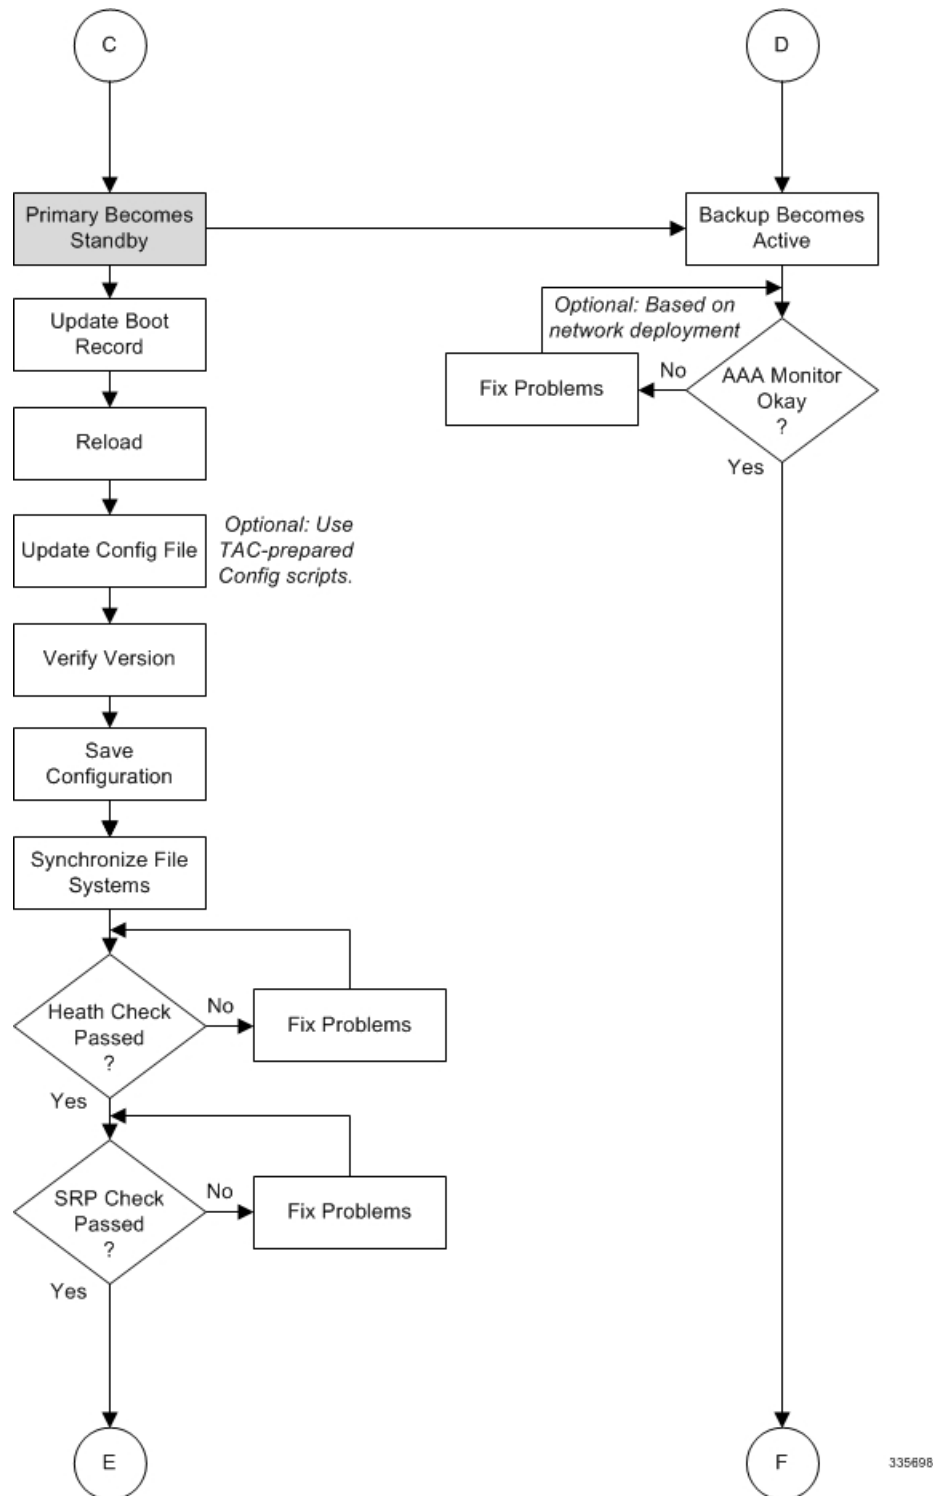 C
D
Primary Becomes
Standby
Backup Becomes
Active
Update Boot
Record
Optional: Based on
network deployment
Fix Problems
No
AAA Monitor
Okay
?
Yes
Reload
Update Config File
Optional: Use
TAC-prepared
Config scripts.
Verify Version
Save
Configuration
Synchronize File
Systems
Heath Check
Passed
?
No
Fix Problems
Yes
SRP Check
Passed
?
No
Fix Problems
Yes
E
F
335698